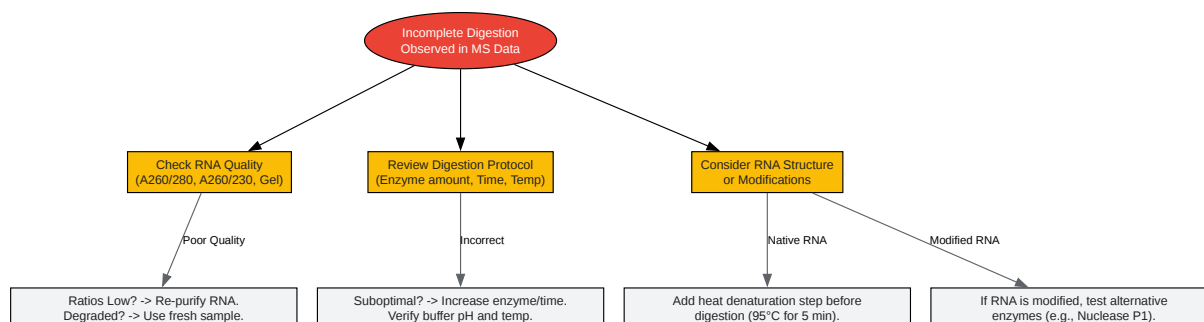 Incomplete Digestion
Observed in MS Data
Check RNA Quality
(A260/280, A260/230, Gel)
Review Digestion Protocol
(Enzyme amount, Time, Temp)
Consider RNA Structure
or Modifications
Poor Quality
Incorrect
Native RNA
Modified RNA
Ratios Low? -> Re-purify RNA.
Degraded? -> Use fresh sample.
Suboptimal? -> Increase enzyme/time.
Verify buffer pH and temp.
Add heat denaturation step before
digestion (95°C for 5 min).
If RNA is modified, test alternative
enzymes (e.g., Nuclease P1).